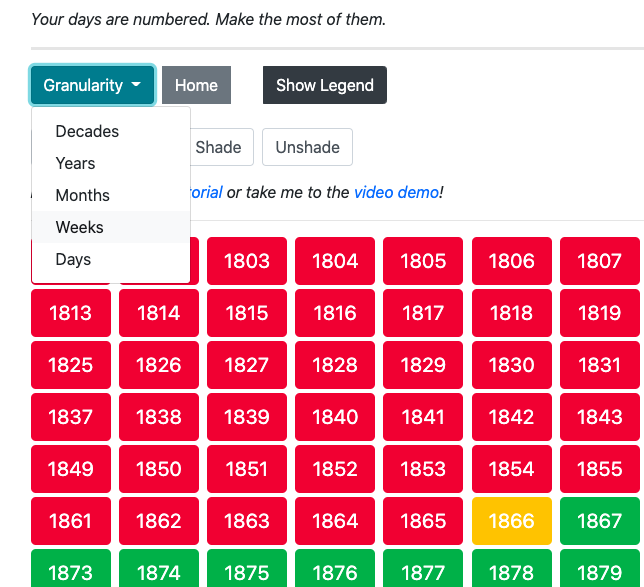 Your days are numbered. Make the most of them.
Granularity Home Show Legend
Decades
Years
Months
Weeks
Days
Shade Unshade
orial or take me to the video demo!
1803 1804 1805 1806 1807
1813 1814 1815 1816 1817 1818 1819
1825 1826 1827 1828 1829 1830 1831
1837 1838 1839 1840 1841 1842 1843
1849 1850 1851 1852 1853 1854 1855
1861 1862 1863 1864 1865 1866 1867
1873 1874 1875 1876 1877 1878 1879